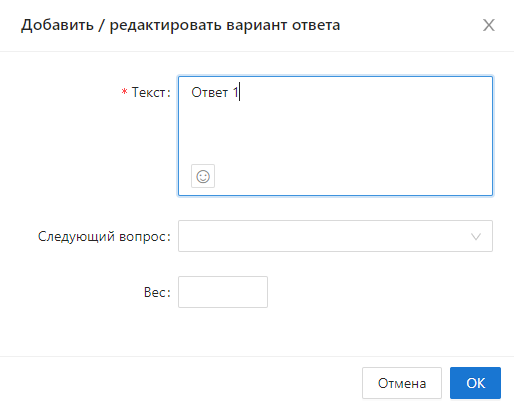 Добавить / редактировать вариант ответа
* Текст: Ответ 1
Следующий вопрос:
Вес:
Отмена OK